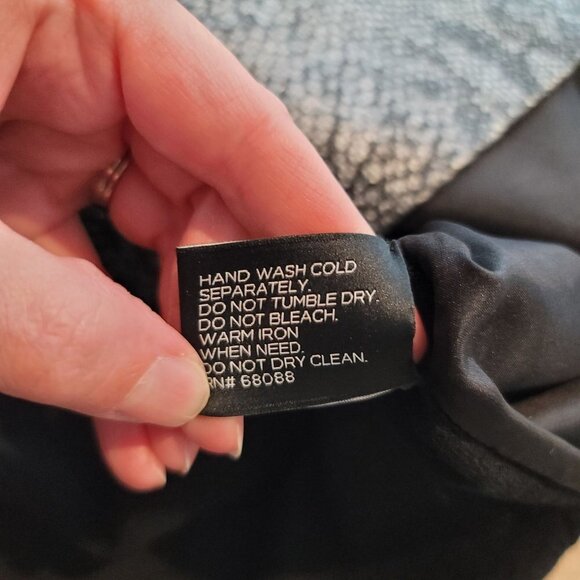 HAND WASH COLD
SEPARATELY.
DO NOT TUMBLE DRY.
DO NOT BLEACH.
WARM IRON
WHEN NEED.
DO NOT DRY CLEAN.
RN# 68088